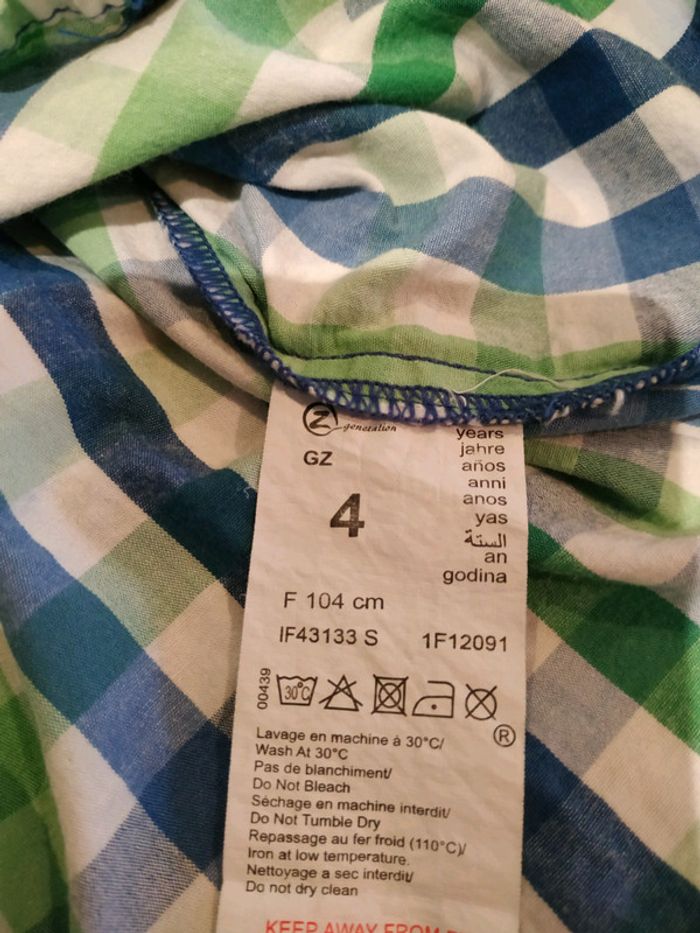 Z generation
years
GZ
jahre
años
anni
4
anos
yas
الستة
an
godina
F 104 cm
IF43133 S 1F12091
00439
30°C
®
Lavage en machine à 30°C/
Wash At 30°C
Pas de blanchiment/
Do Not Bleach
Séchage en machine interdit/
Do Not Tumble Dry
Repassage au fer froid (110°C)/
Iron at low temperature.
Nettoyage a sec interdit/
Do not dry clean
KEEP AWAY FROM